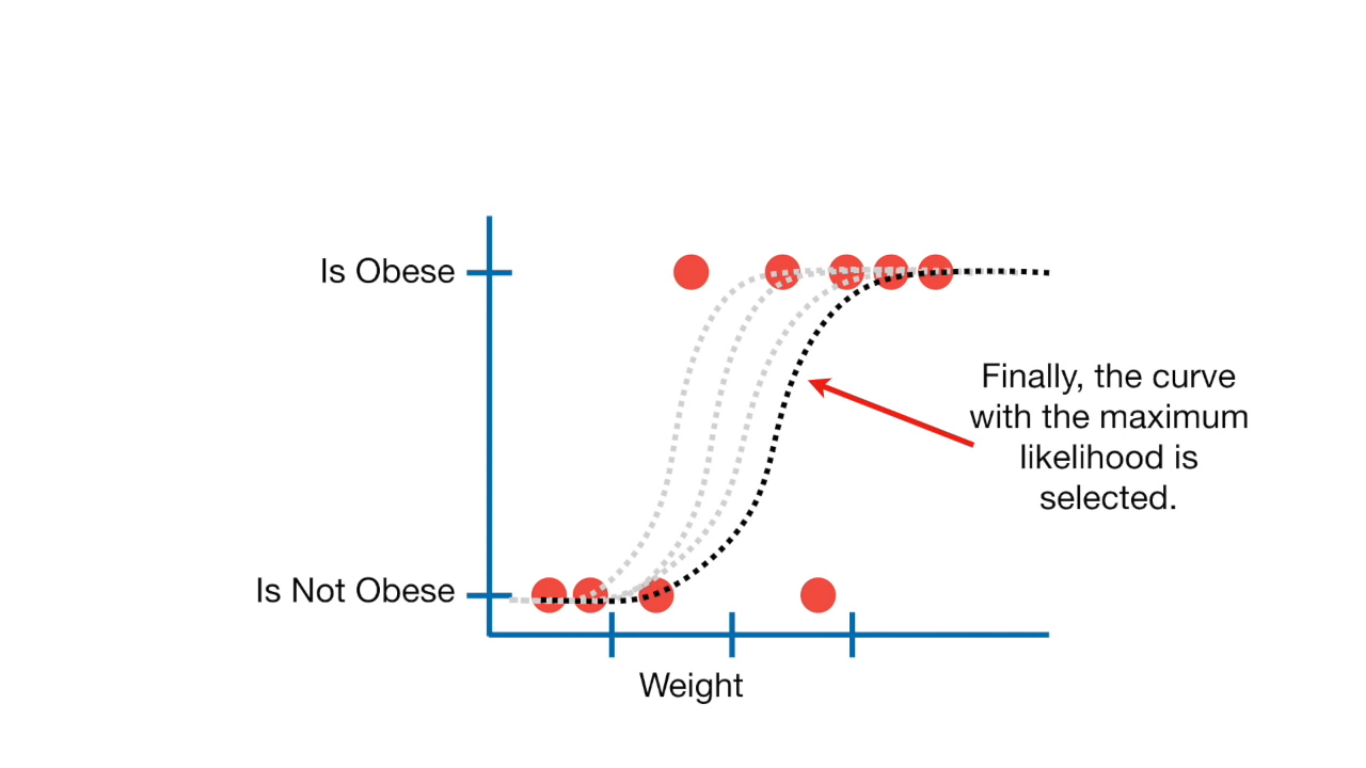 Is Obese
Finally, the curve
with the maximum
likelihood is
selected.
Is Not Obese
Weight